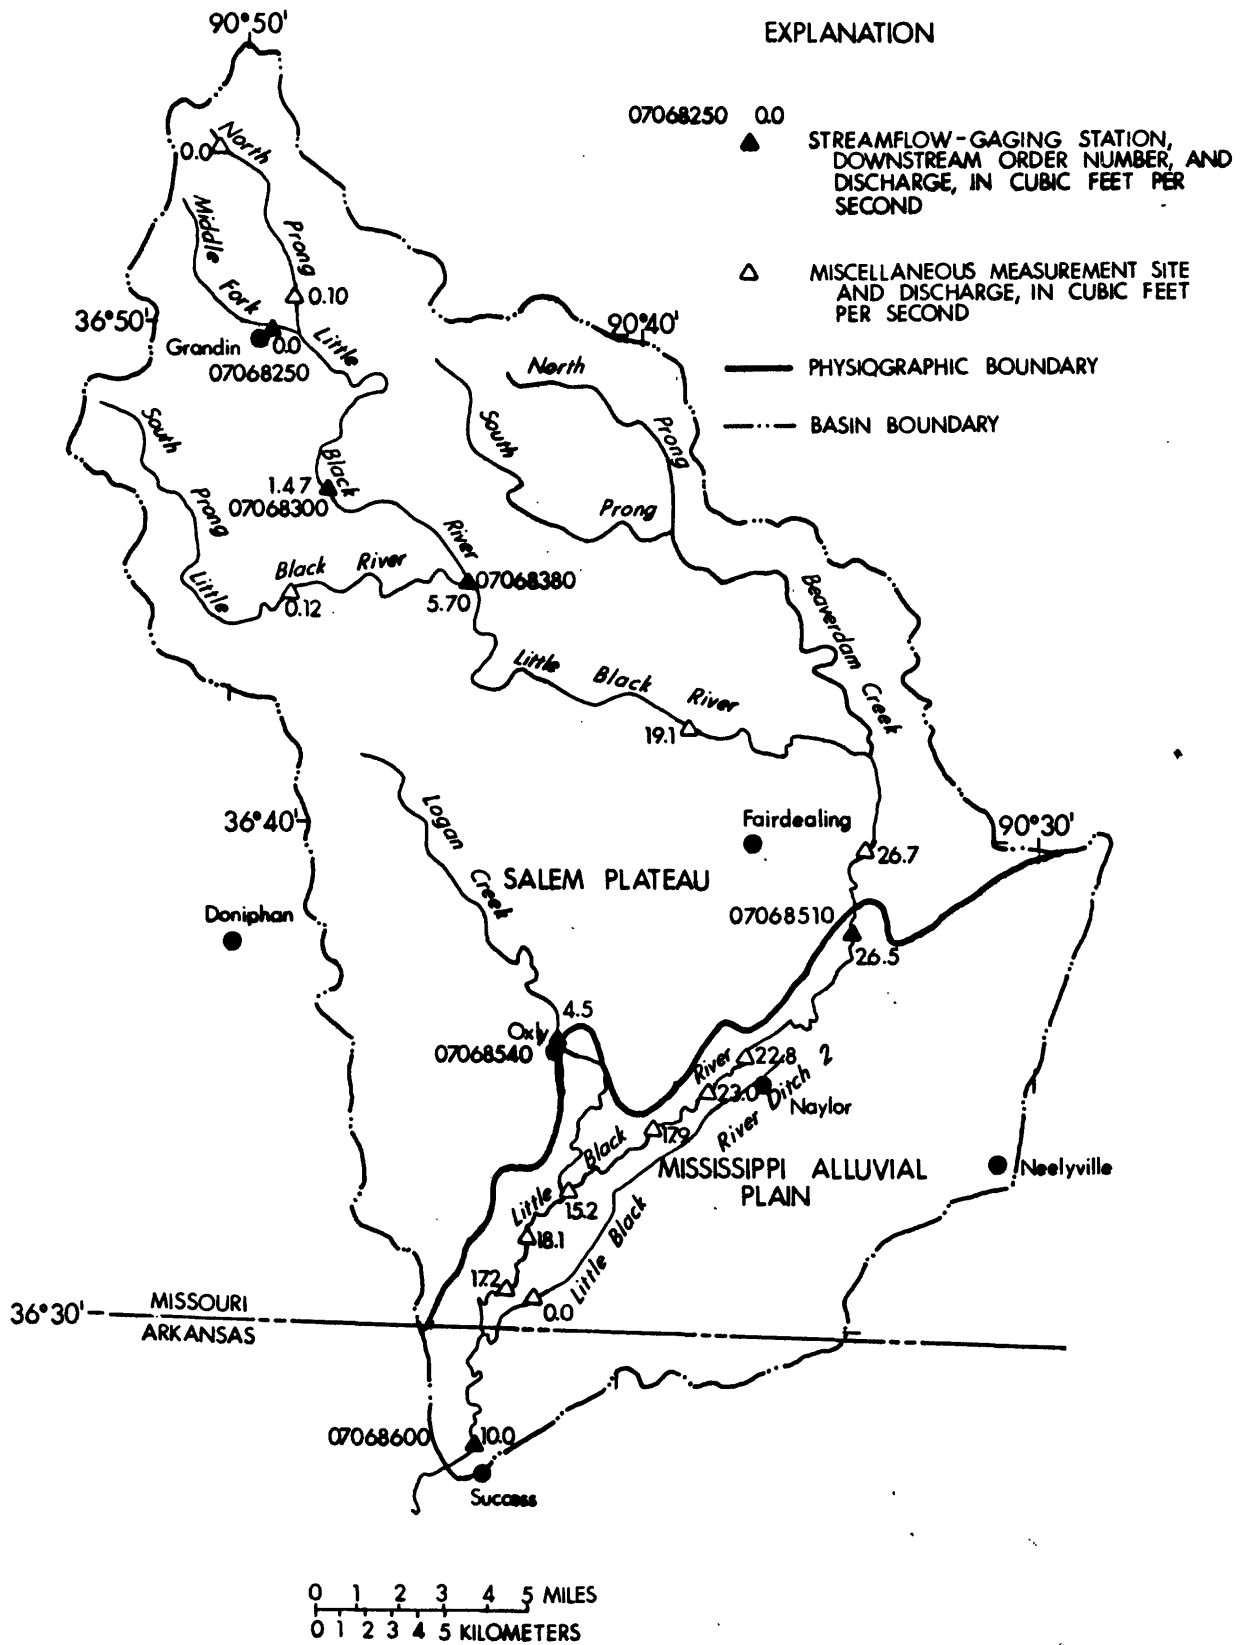 90°50'
EXPLANATION
07068250 0.0
STREAMFLOW-GAGING STATION,
DOWNSTREAM ORDER NUMBER, AND
DISCHARGE, IN CUBIC FEET PER
SECOND
MISCELLANEOUS MEASUREMENT SITE
AND DISCHARGE, IN CUBIC FEET
PER SECOND
PHYSIOGRAPHIC BOUNDARY
BASIN BOUNDARY
0.0
North
Prong
Middle
Fork
0.10
36°50'
90°40'
Grandin
0.0
07068250
Little
Black
River
North
Prong
South
Prong
South
Prong
Little
Black River
1.47
07068300
07068380
5.70
0.12
Beaverdam
Creek
Little Black River
19.1
36°40'
Logan
Creek
SALEM PLATEAU
Fairdealing
90°30'
26.7
07068510
26.5
Doniphan
4.5
Oxly
07068540
River
22.8
23.0
River Ditch 2
Naylor
Black
17.9
MISSISSIPPI ALLUVIAL
PLAIN
Neelyville
Little
15.2
18.1
Little Black
17.2
0.0
36°30'
MISSOURI
ARKANSAS
07068600
10.0
Success
0 1 2 3 4 5 MILES
0 1 2 3 4 5 KILOMETERS